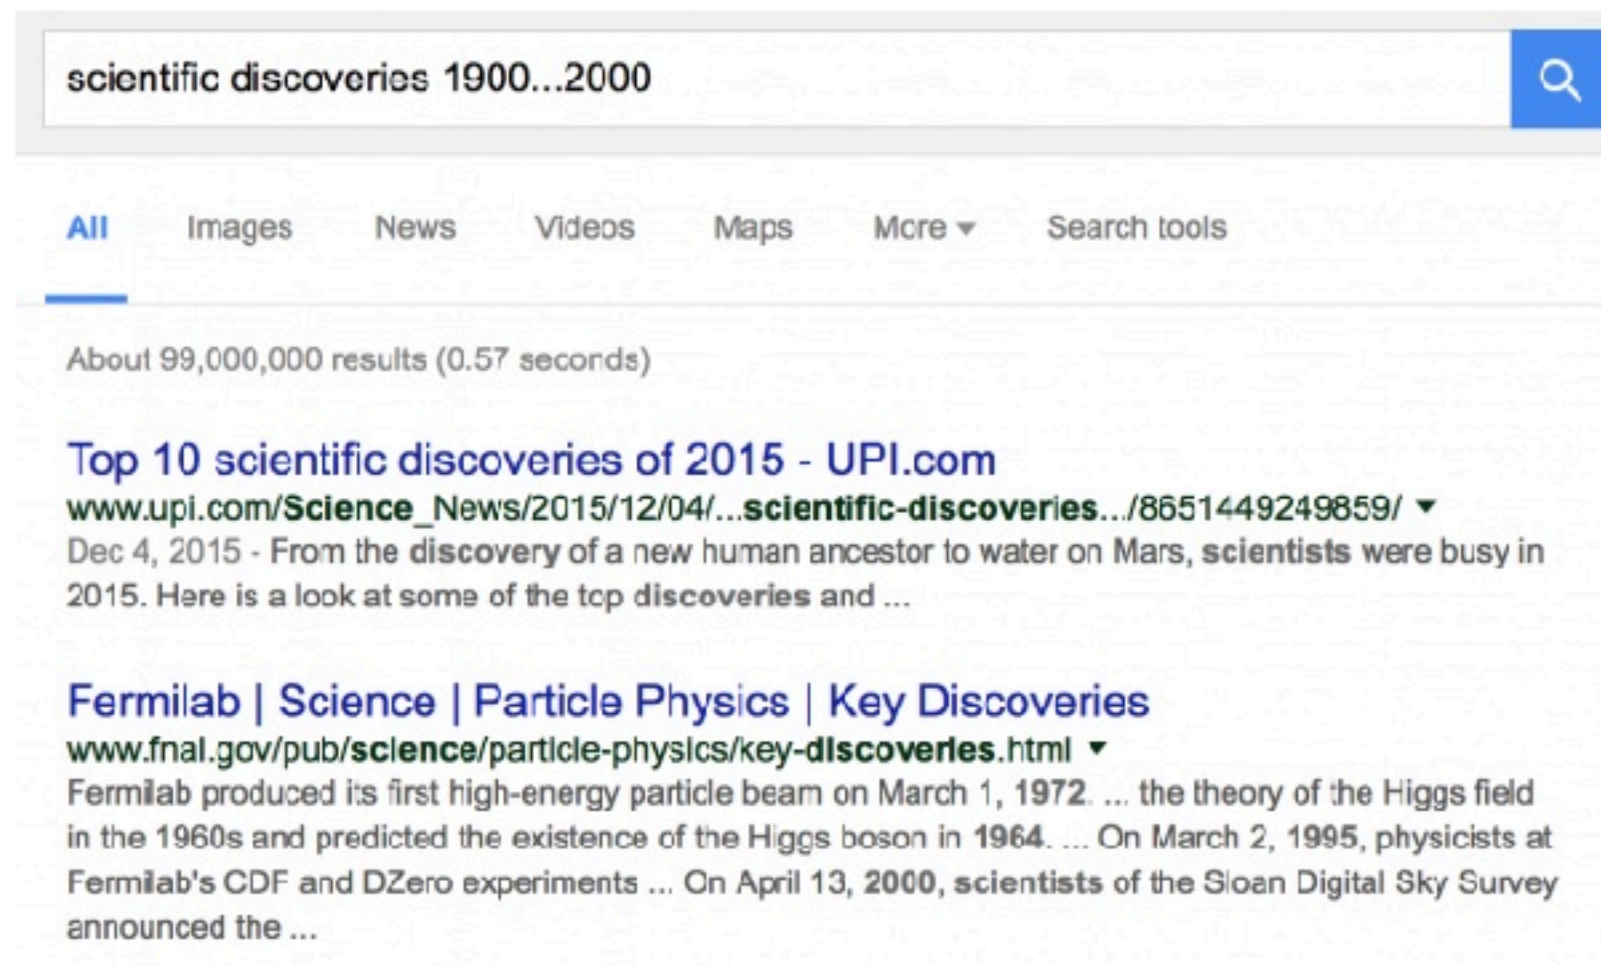 scientific discoveries 1900...2000
All Images News Videos Maps More Search tools
About 99,000,000 results (0.57 seconds)
Top 10 scientific discoveries of 2015 - UPI.com
www.upi.com/Science_News/2015/12/04/...scientific-discoveries.../8651449249859/
Dec 4, 2015 - From the discovery of a new human ancestor to water on Mars, scientists were busy in
2015. Here is a look at some of the top discoveries and ...
Fermilab | Science | Particle Physics | Key Discoveries
www.fnal.gov/pub/science/particle-physics/key-discoveries.html
Fermilab produced its first high-energy particle beam on March 1, 1972. ... the theory of the Higgs field
in the 1960s and predicted the existence of the Higgs boson in 1964. ... On March 2, 1995, physicists at
Fermilab's CDF and DZero experiments ... On April 13, 2000, scientists of the Sloan Digital Sky Survey
announced the ...